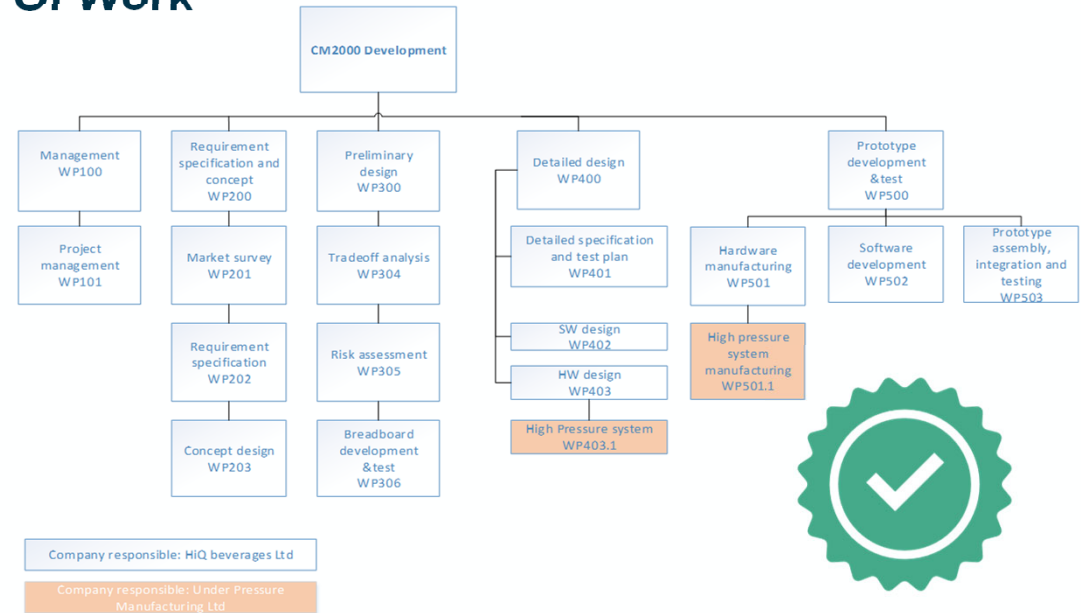 Of Work
CM2000 Development
Management
WP100
Requirement
specification and
concept
WP200
Preliminary
design
WP300
Detailed design
WP400
Prototype
development
&test
WP500
Project
management
WP101
Market survey
WP201
Tradeoff analysis
WP304
Detailed specification
and test plan
WP401
Hardware
manufacturing
WP501
Software
development
WP502
Prototype
assembly,
integration and
testing
WP503
Requirement
specification
WP202
Risk assessment
WP305
SW design
WP402
High pressure
system
manufacturing
WP501.1
HW design
WP403
Concept design
WP203
Breadboard
development
&test
WP306
High Pressure system
WP403.1
Company responsible: HiQ beverages Ltd
Company responsible: Under Pressure
Manufacturing Ltd